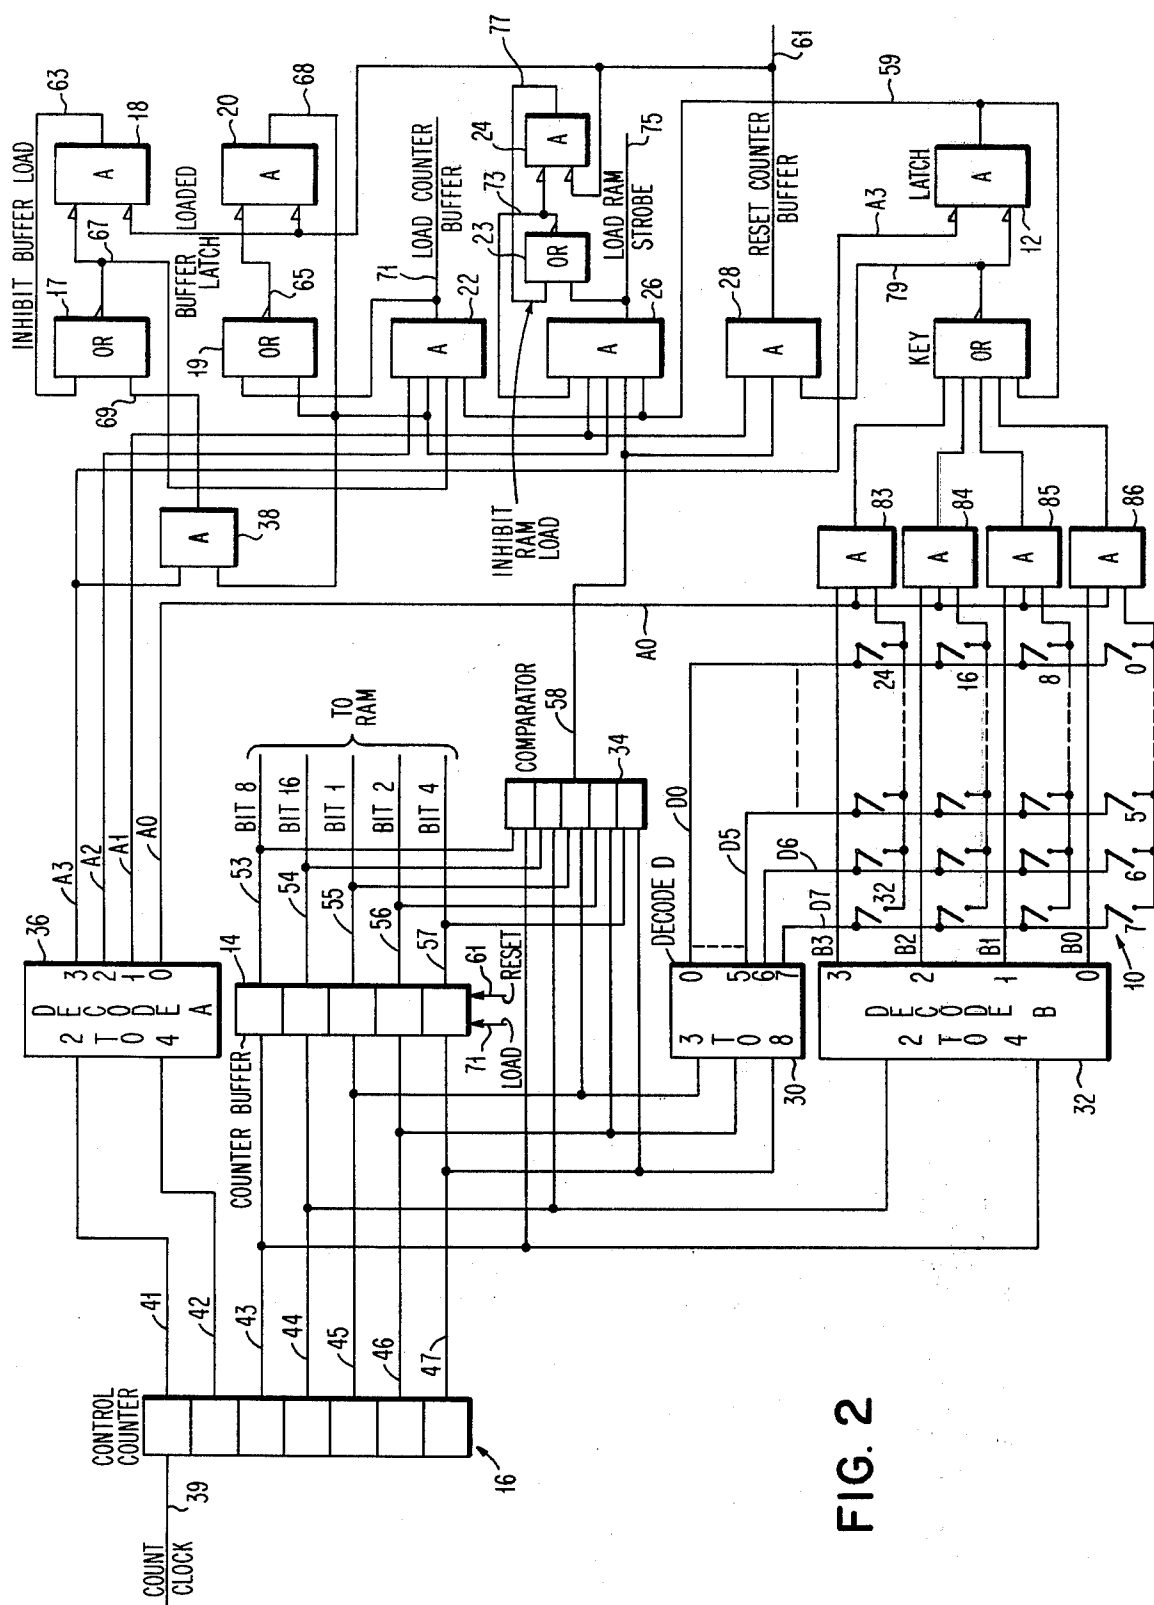 COUNT
CLOCK
39
CONTROL
COUNTER
16
41
42
43
44
45
46
47
36
DECODE
2 TO 4
A
3
2
1
0
A3
A2
A1
A0
COUNTER BUFFER
14
53
54
55
56
57
BIT 8
BIT 16
BIT 1
BIT 2
BIT 4
TO
RAM
71
LOAD
61
RESET
COMPARATOR
58
34
DECODE D
3 TO 8
30
0
5
6
7
D0
D5
D6
D7
DECODE
2 TO 4
B
32
3
2
1
0
B3
B2
B1
B0
10
32
24
16
8
7
6
5
0
A0
A
83
A
84
A
85
A
86
A
38
INHIBIT BUFFER LOAD
63
17
OR
67
69
A
18
BUFFER
LATCH
LOADED
19
OR
65
A
20
68
71
LOAD COUNTER
BUFFER
A
22
INHIBIT
RAM
LOAD
23
OR
73
A
24
77
LOAD RAM
STROBE
75
A
26
28
A
RESET COUNTER
BUFFER
61
59
KEY
OR
79
A3
LATCH
A
12
FIG. 2